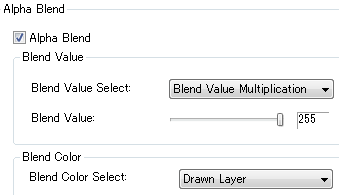 Alpha Blend
Alpha Blend
Blend Value
Blend Value Select: Blend Value Multiplication
Blend Value: 255
Blend Color
Blend Color Select: Drawn Layer